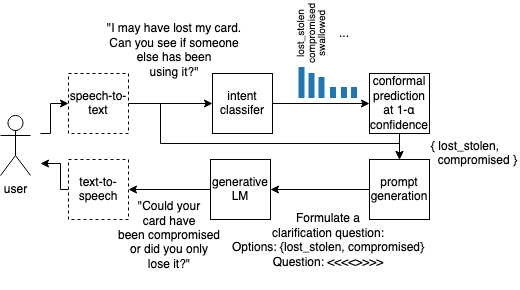 "I may have lost my card.
Can you see if someone
else has been
using it?"
lost_stolen
compromised
swallowed
...
speech-to-
text
intent
classifer
conformal
prediction
at 1-α
confidence
{ lost_stolen,
compromised }
user
text-to-
speech
generative
LM
prompt
generation
"Could your
card have
been compromised
or did you only
lose it?"
Formulate a
clarification question:
Options: {lost_stolen, compromised}
Question: <<<<>>>>